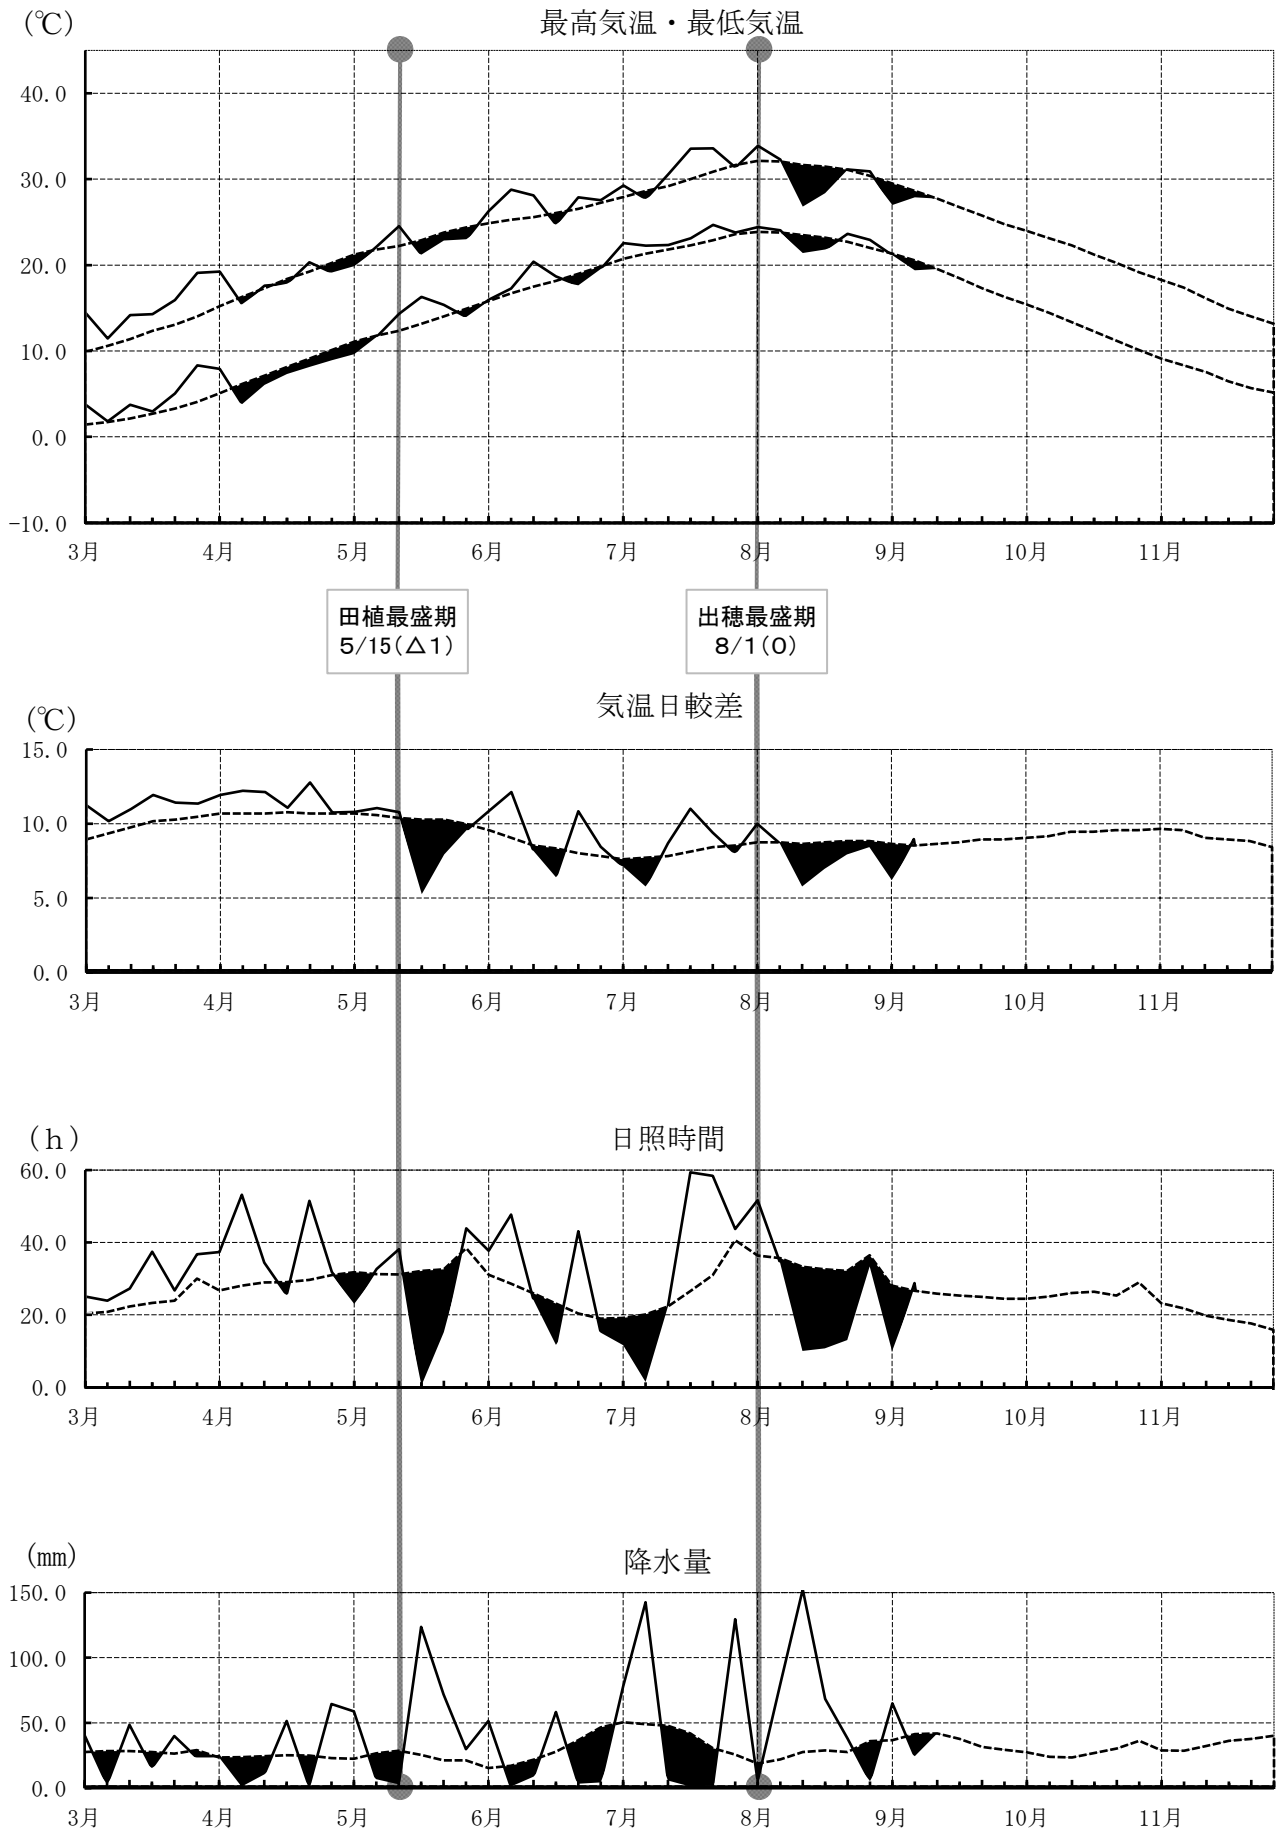 (℃)
最高気温・最低気温
40.0
30.0
20.0
10.0
0.0
-10.0
3月 4月 5月 6月 7月 8月 9月 10月 11月
田植最盛期
5/15(△1)
出穂最盛期
8/1(0)
(℃)
気温日較差
15.0
10.0
5.0
0.0
3月 4月 5月 6月 7月 8月 9月 10月 11月
(ｈ)
日照時間
60.0
40.0
20.0
0.0
3月 4月 5月 6月 7月 8月 9月 10月 11月
(mm)
降水量
150.0
100.0
50.0
0.0
3月 4月 5月 6月 7月 8月 9月 10月 11月